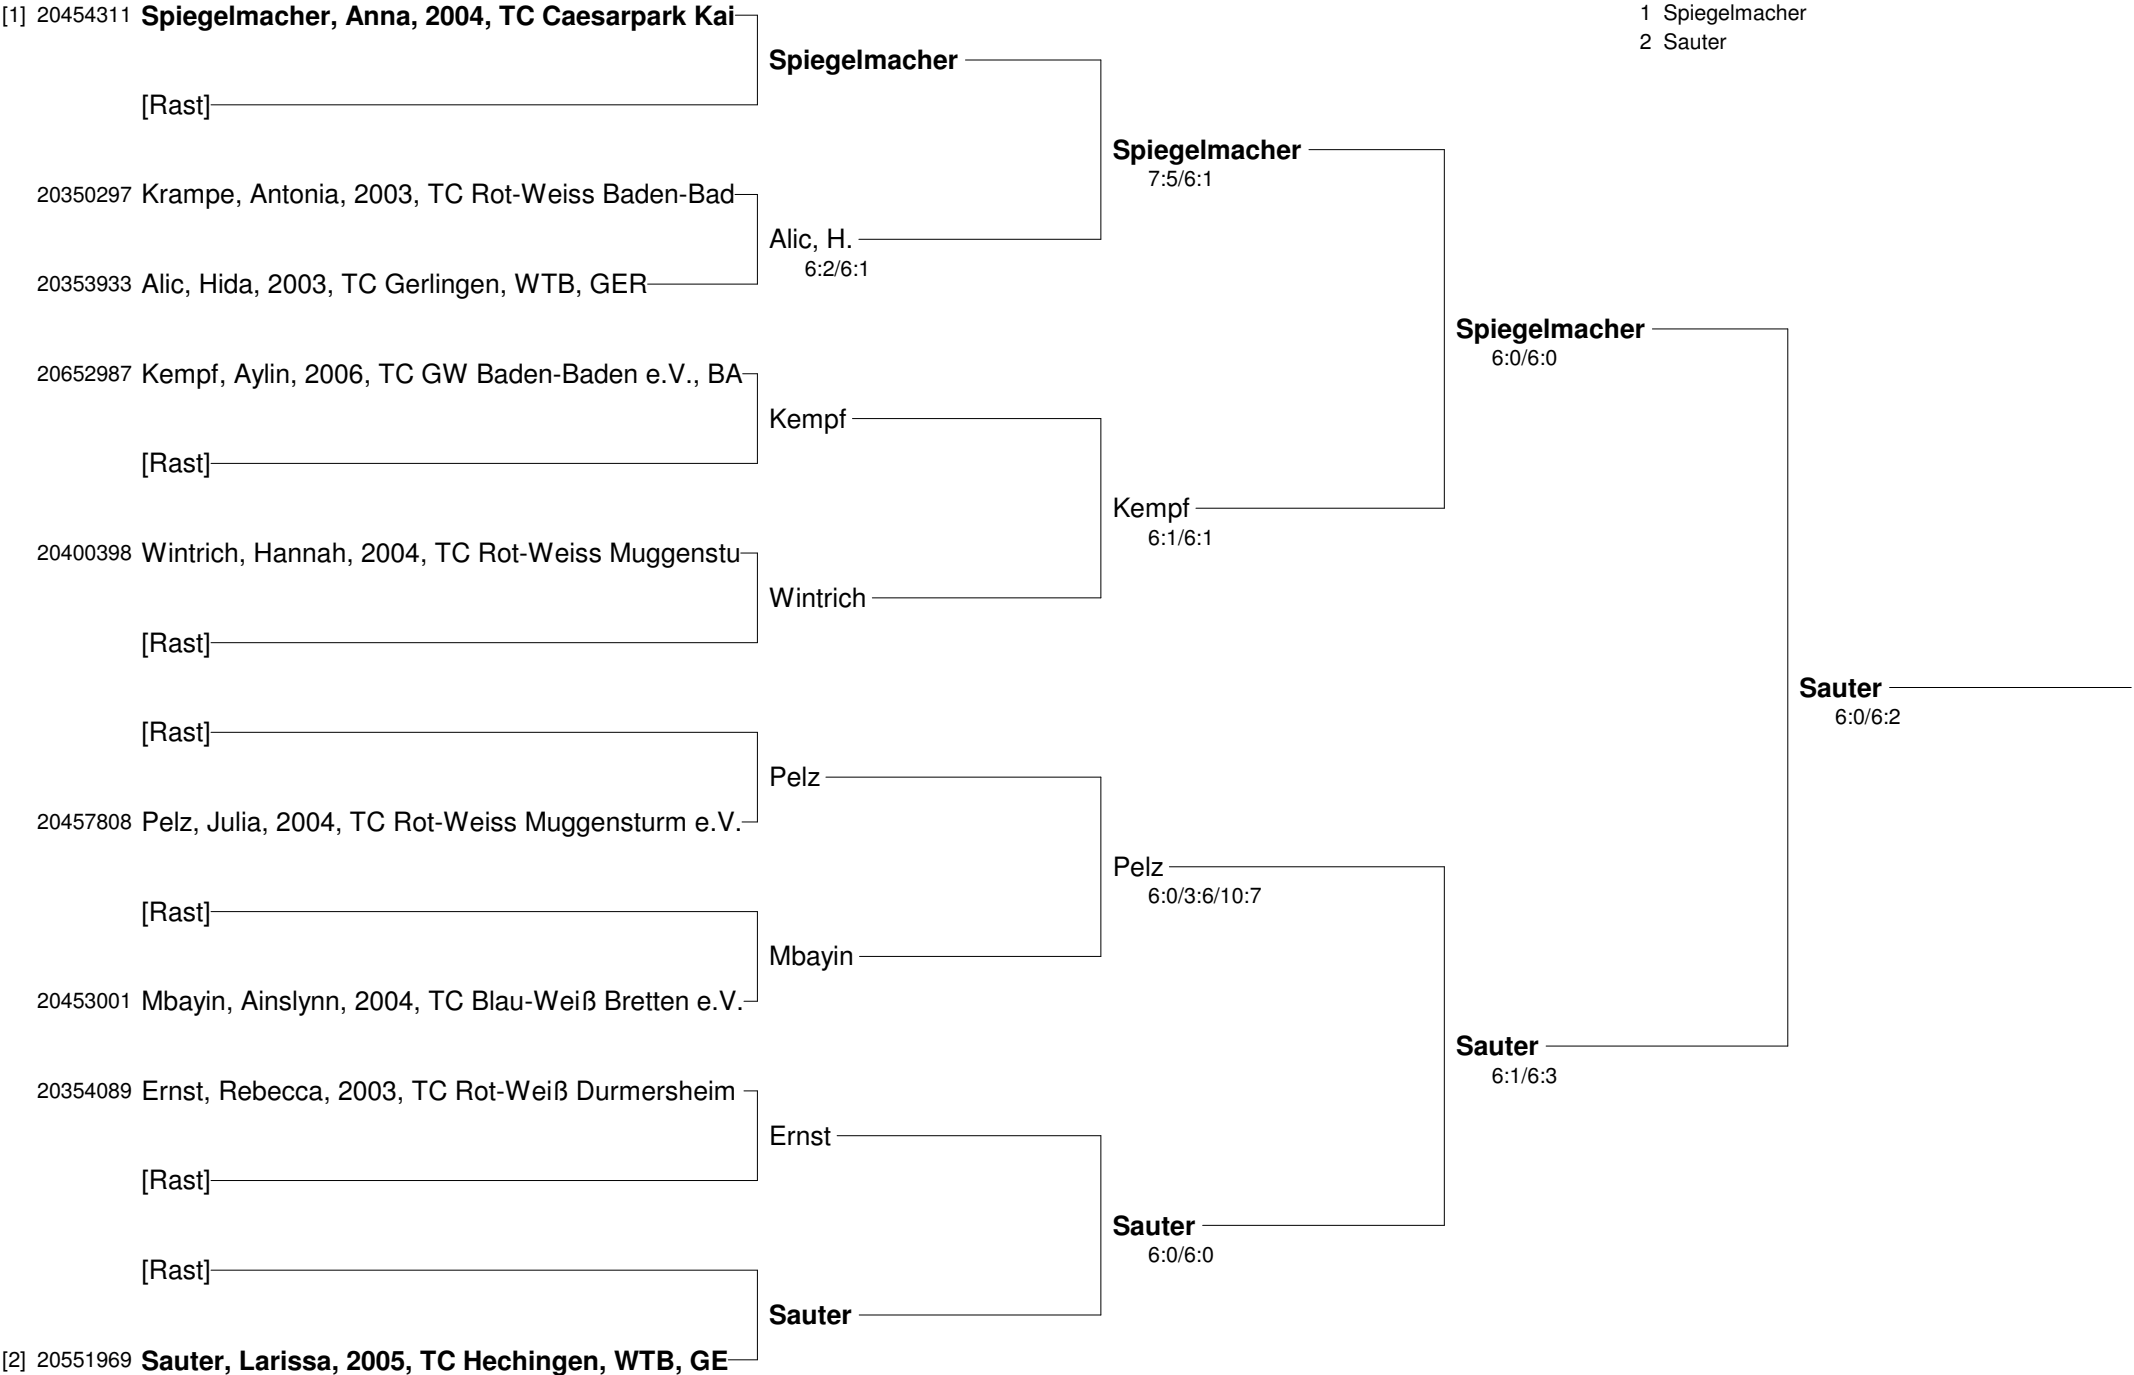 [1] 20454311 Spiegelmacher, Anna, 2004, TC Caesarpark Kai
1 Spiegelmacher
2 Sauter
Spiegelmacher
[Rast]
Spiegelmacher
7:5/6:1
20350297 Krampe, Antonia, 2003, TC Rot-Weiss Baden-Bad
Alic, H.
6:2/6:1
20353933 Alic, Hida, 2003, TC Gerlingen, WTB, GER
Spiegelmacher
6:0/6:0
20652987 Kempf, Aylin, 2006, TC GW Baden-Baden e.V., BA
Kempf
[Rast]
Kempf
6:1/6:1
20400398 Wintrich, Hannah, 2004, TC Rot-Weiss Muggenstu
Wintrich
[Rast]
Sauter
6:0/6:2
[Rast]
Pelz
20457808 Pelz, Julia, 2004, TC Rot-Weiss Muggensturm e.V.
Pelz
6:0/3:6/10:7
[Rast]
Mbayin
20453001 Mbayin, Ainslynn, 2004, TC Blau-Weiß Bretten e.V.
Sauter
6:1/6:3
20354089 Ernst, Rebecca, 2003, TC Rot-Weiß Durmersheim
Ernst
[Rast]
Sauter
6:0/6:0
[Rast]
Sauter
[2] 20551969 Sauter, Larissa, 2005, TC Hechingen, WTB, GE